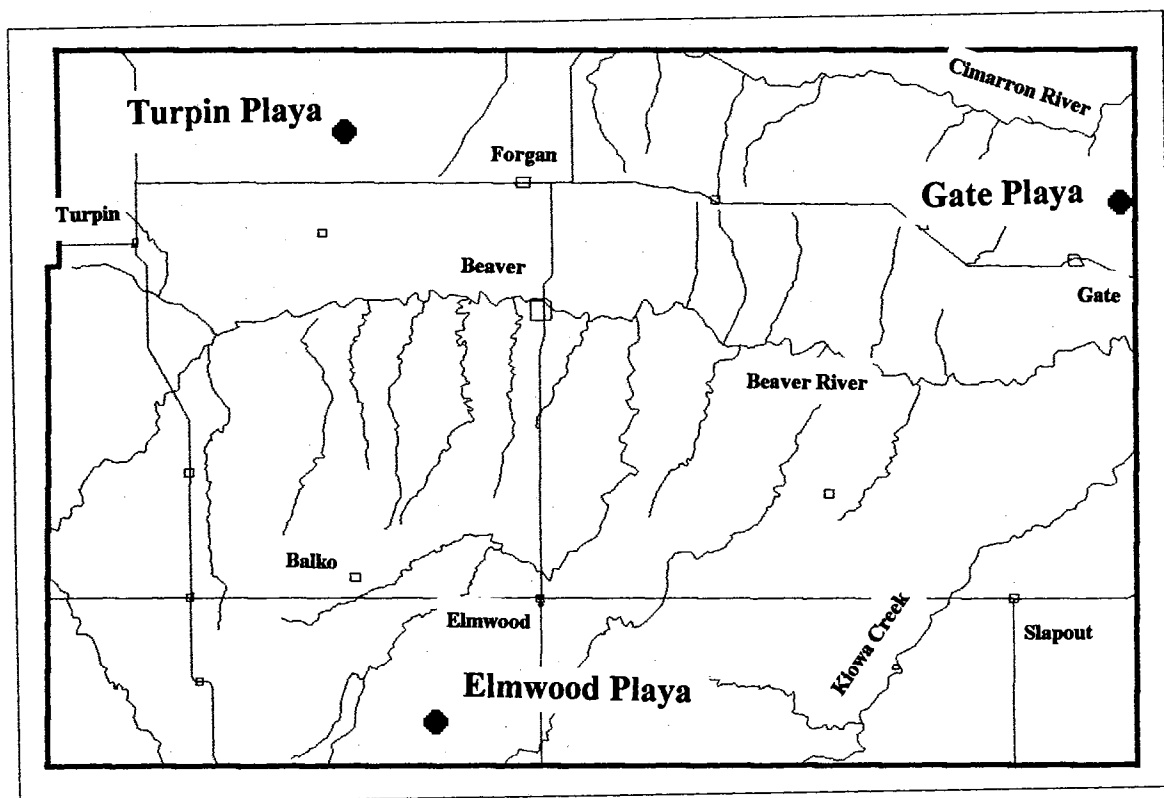 Cimarron River
Turpin Playa
Forgan
Gate Playa
Turpin
Beaver
Gate
Beaver River
Balko
Elmwood
Kiowa Creek
Slapout
Elmwood Playa